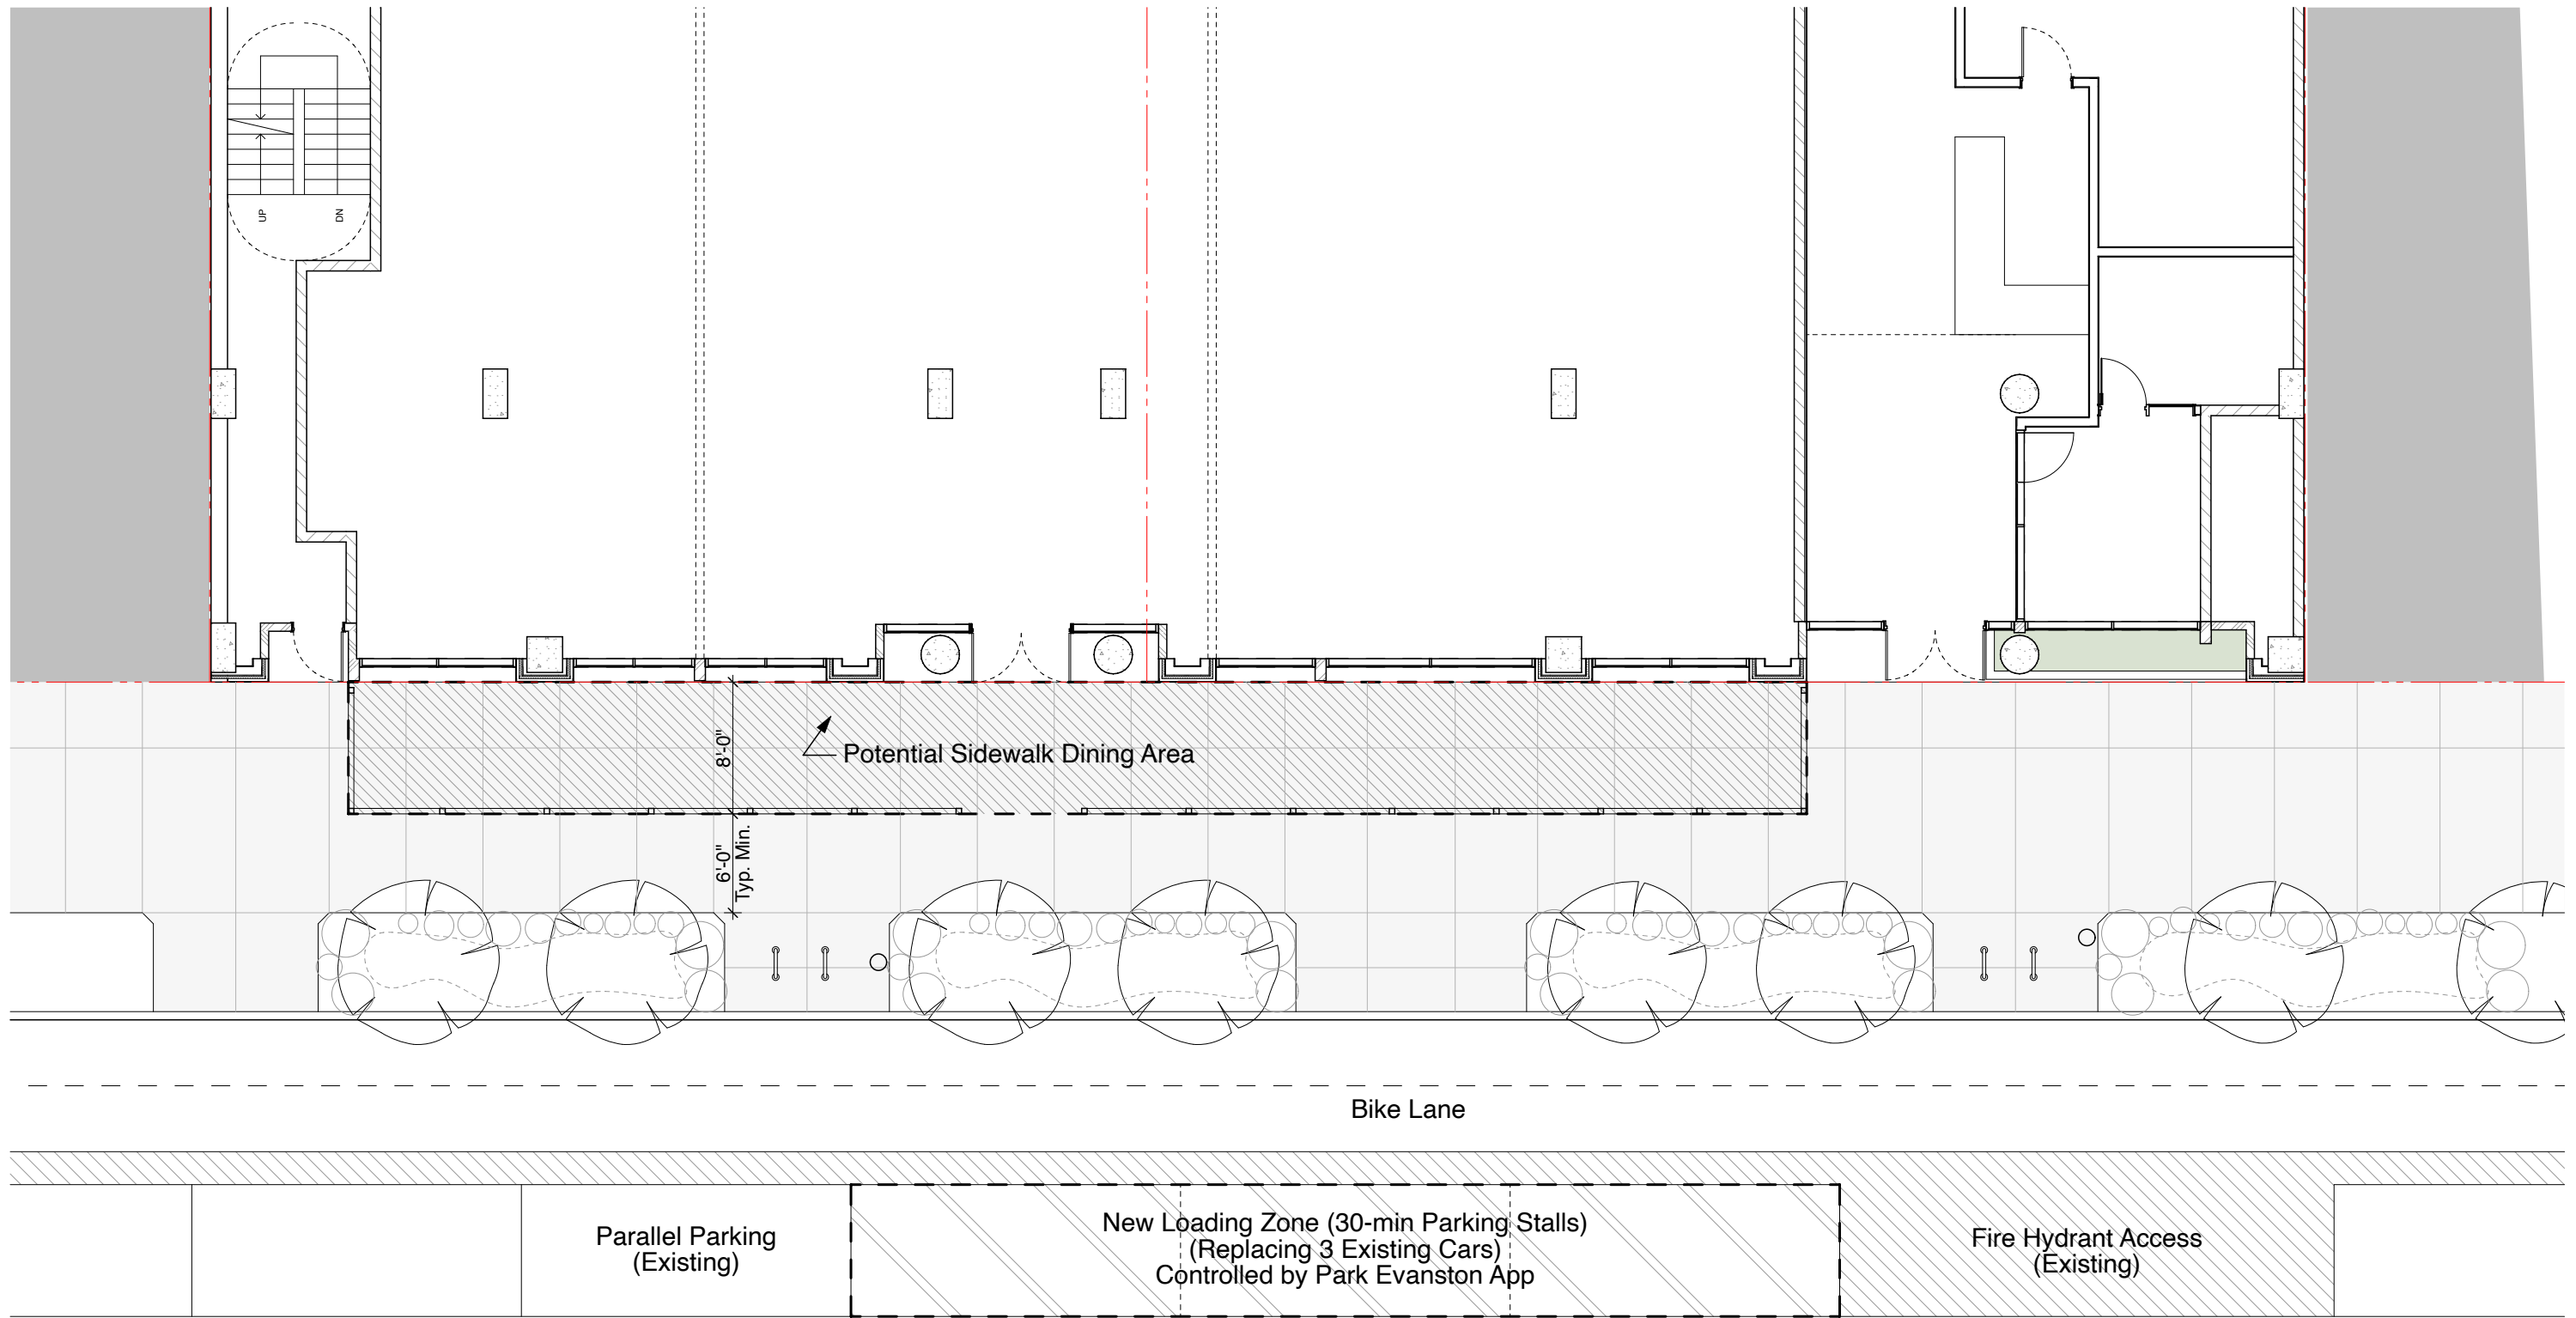 UP
DN
8'-0"
Potential Sidewalk Dining Area
6'-0"
Typ. Min.
Bike Lane
Parallel Parking
(Existing)
New Loading Zone (30-min Parking Stalls)
(Replacing 3 Existing Cars)
Controlled by Park Evanston App
Fire Hydrant Access
(Existing)